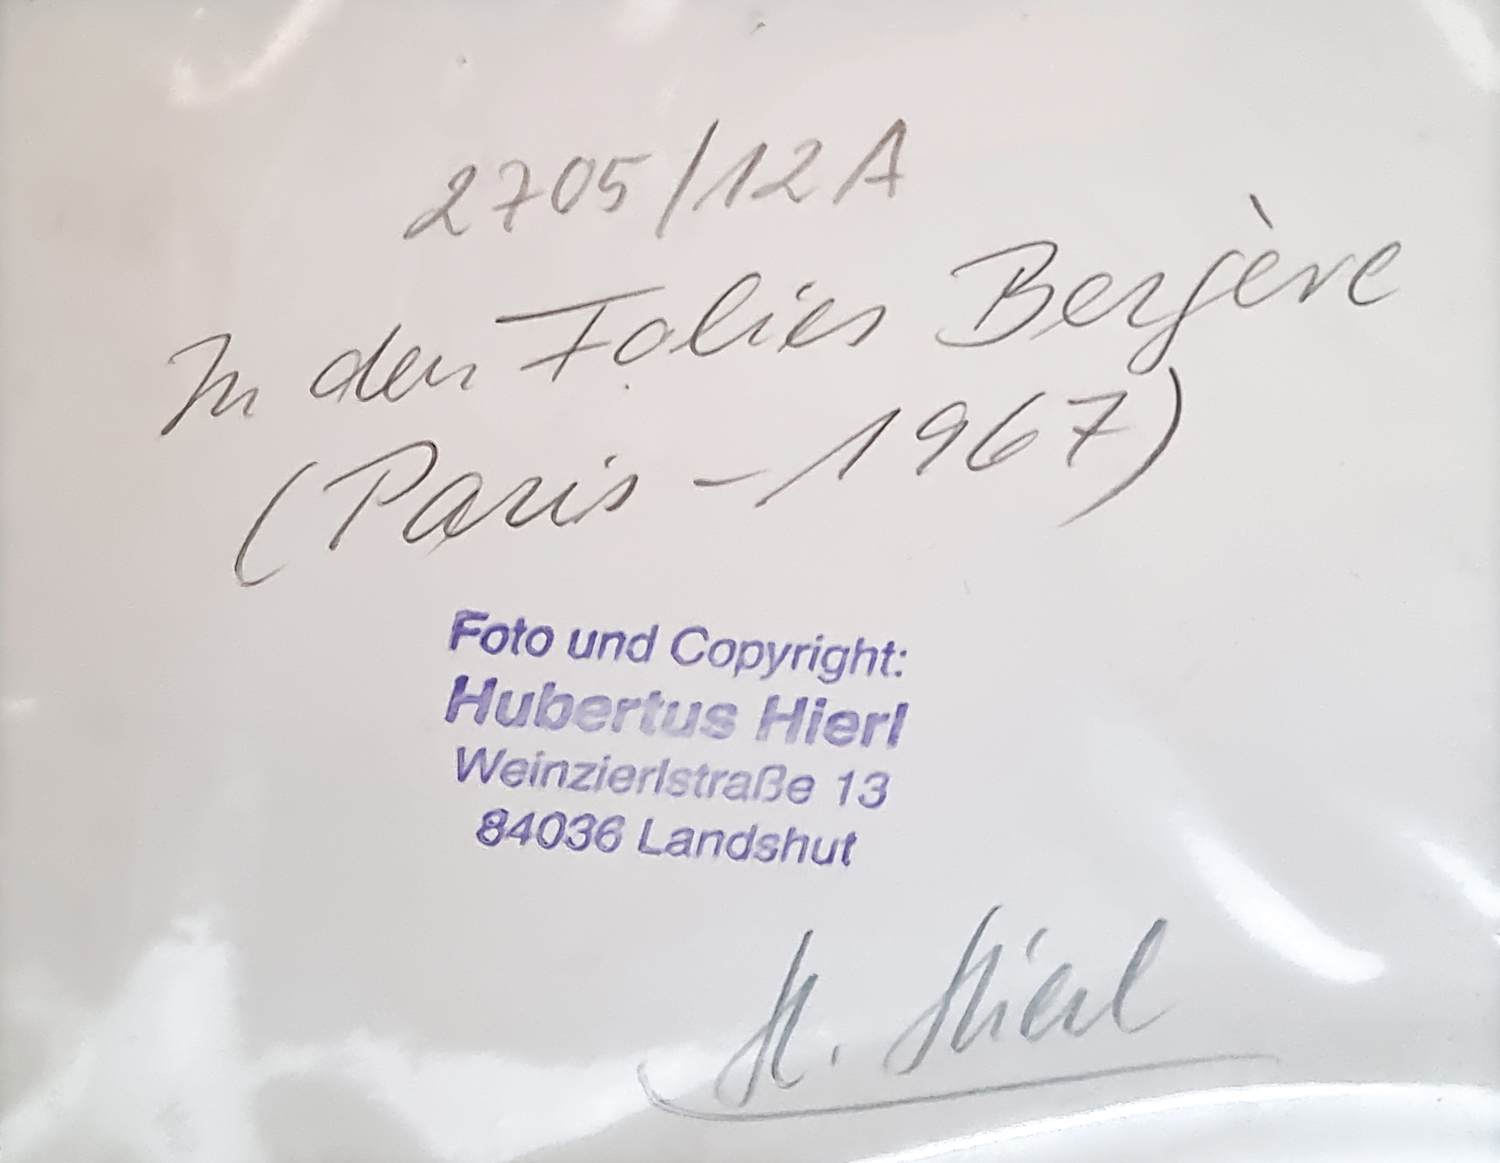 2705/12A
In den Folies Bergère
(Paris - 1967)
Foto und Copyright:
Hubertus Hierl
Weinzierlstraße 13
84036 Landshut
H. Hierl